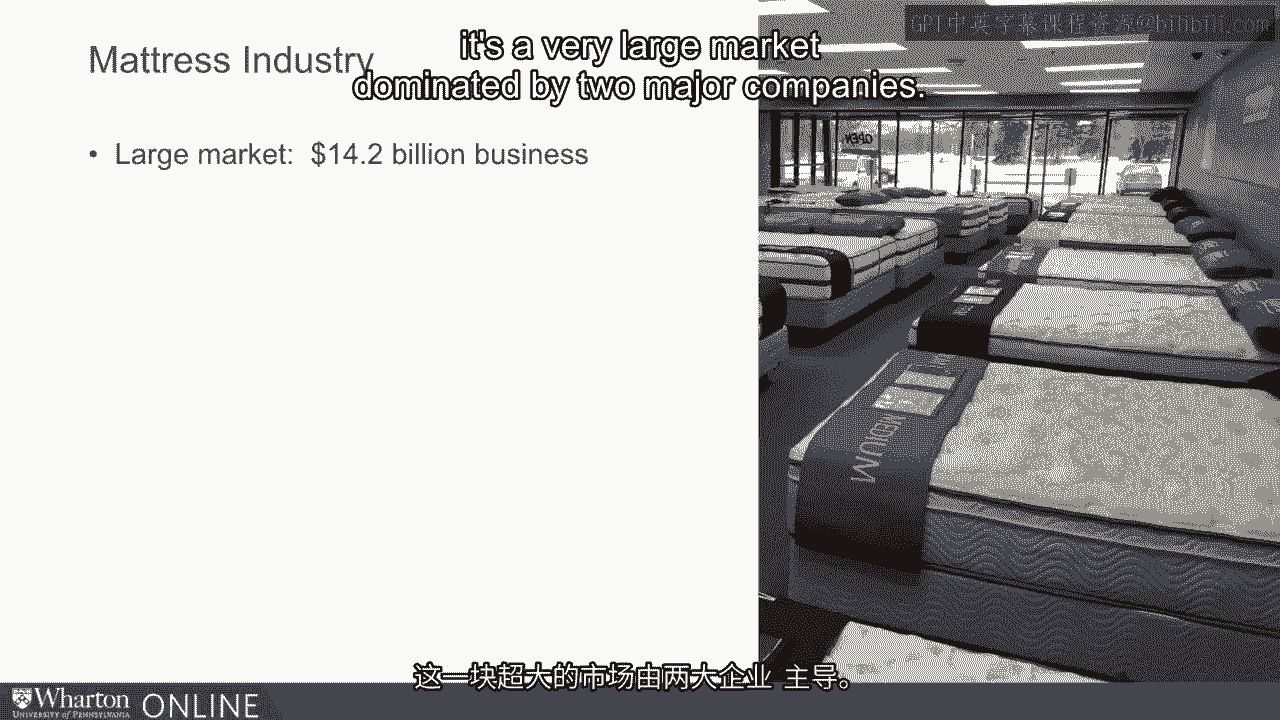 GPT中英字幕课程资源@bilibili.com
it's a very large market
dominated by two major companies.
Mattress Industry
• Large market: $14.2 billion business
OPEN
MEDIUM
这一块超大的市场由两大企业 主导。
Wharton
UNIVERSITY of PENNSYLVANIA
ONLINE